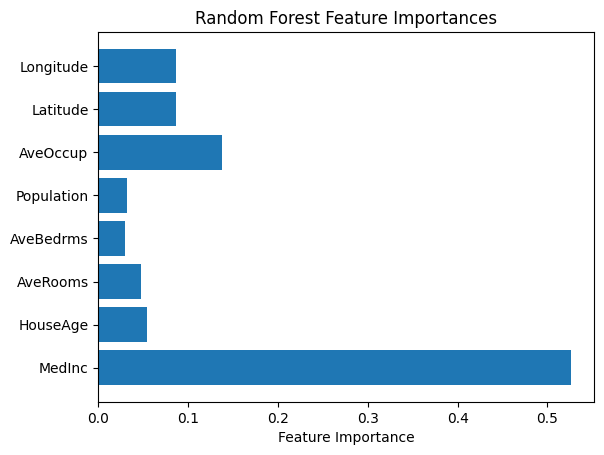 Random Forest Feature Importances
Longitude
Latitude
AveOccup
Population
AveBedrms
AveRooms
HouseAge
MedInc
0.0 0.1 0.2 0.3 0.4 0.5
Feature Importance